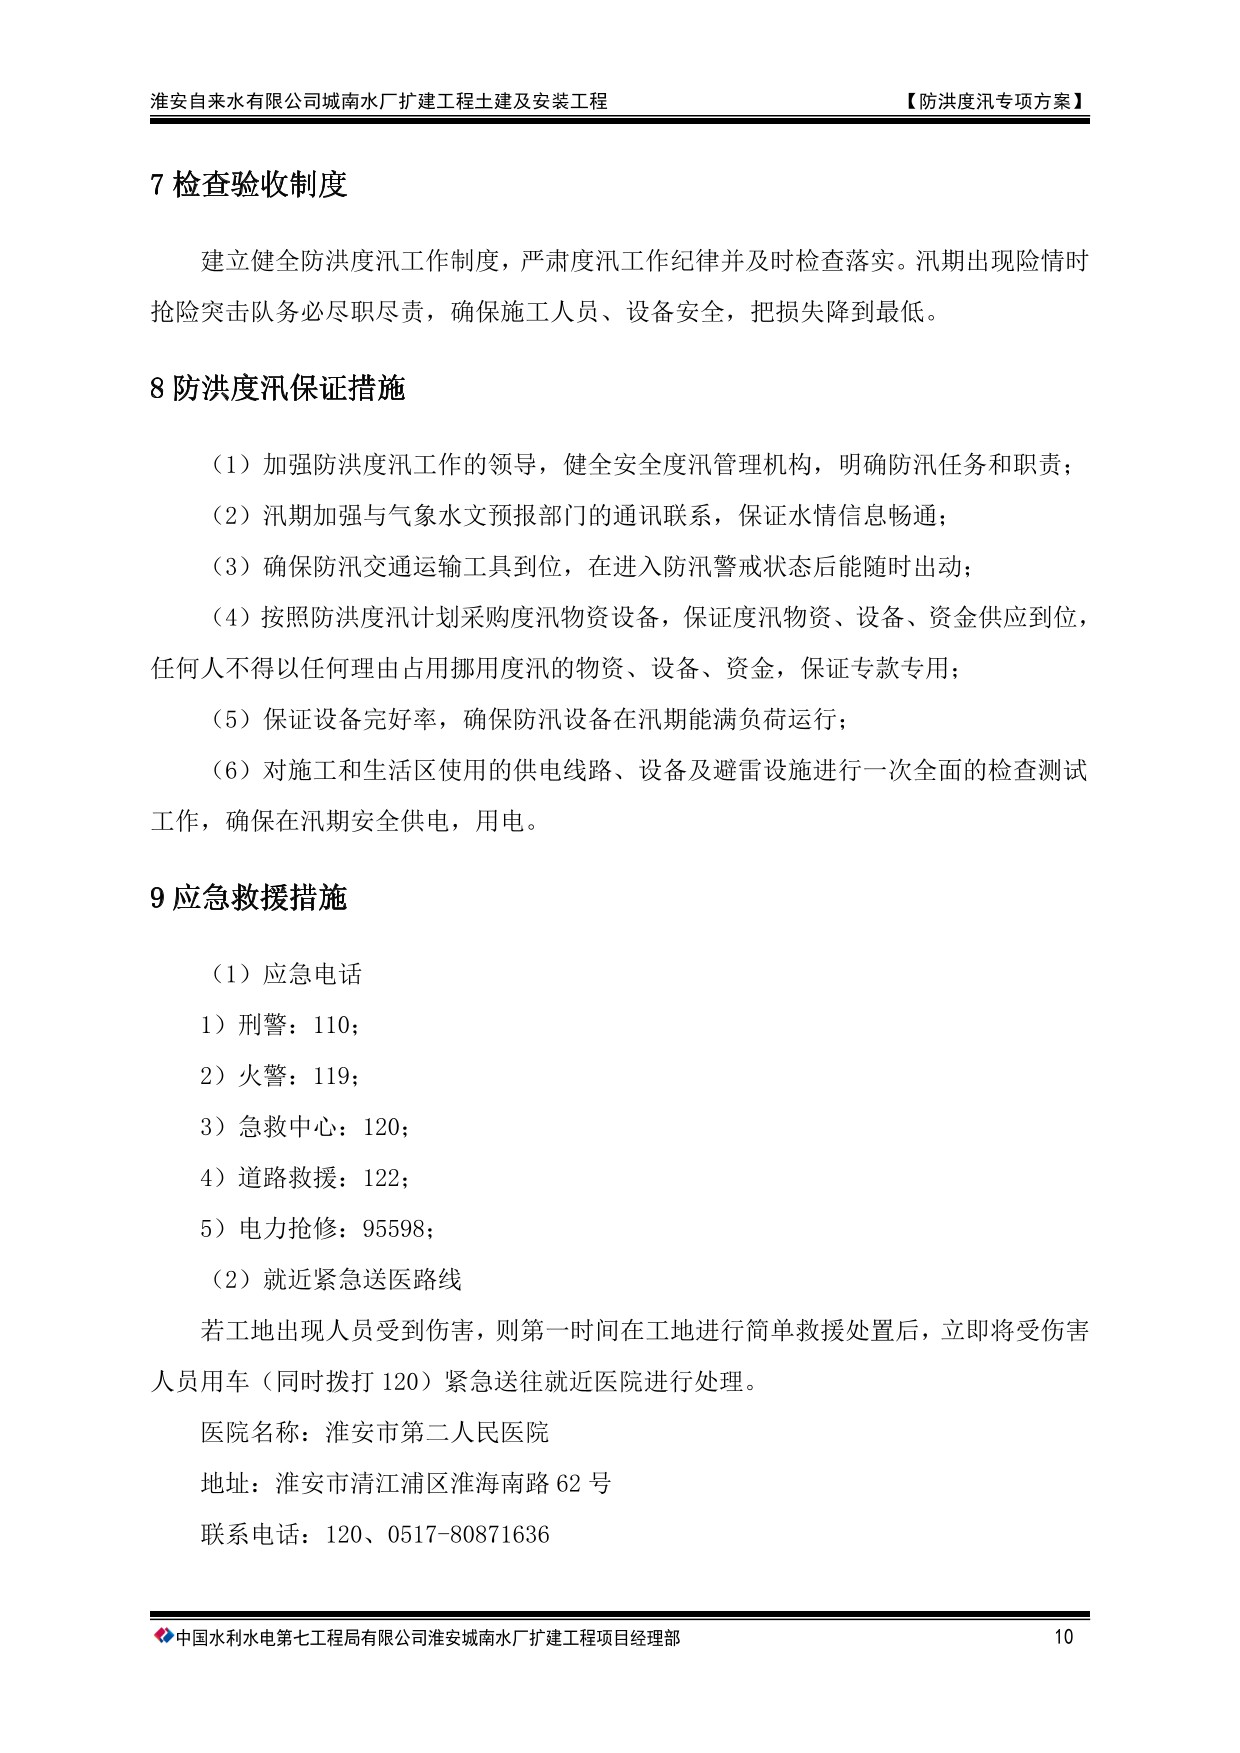 淮安自来水有限公司城南水厂扩建工程土建及安装工程 【防洪度汛专项方案】
7 检查验收制度
建立健全防洪度汛工作制度，严肃度汛工作纪律并及时检查落实。汛期出现险情时
抢险突击队务必尽职尽责，确保施工人员、设备安全，把损失降到最低。
8 防洪度汛保证措施
（1）加强防洪度汛工作的领导，健全安全度汛管理机构，明确防汛任务和职责；
（2）汛期加强与气象水文预报部门的通讯联系，保证水情信息畅通；
（3）确保防汛交通运输工具到位，在进入防汛警戒状态后能随时出动；
（4）按照防洪度汛计划采购度汛物资设备，保证度汛物资、设备、资金供应到位，
任何人不得以任何理由占用挪用度汛的物资、设备、资金，保证专款专用；
（5）保证设备完好率，确保防汛设备在汛期能满负荷运行；
（6）对施工和生活区使用的供电线路、设备及避雷设施进行一次全面的检查测试
工作，确保在汛期安全供电，用电。
9 应急救援措施
（1）应急电话
1）刑警：110；
2）火警：119；
3）急救中心：120；
4）道路救援：122；
5）电力抢修：95598；
（2）就近紧急送医路线
若工地出现人员受到伤害，则第一时间在工地进行简单救援处置后，立即将受伤害
人员用车（同时拨打 120）紧急送往就近医院进行处理。
医院名称：淮安市第二人民医院
地址：淮安市清江浦区淮海南路 62 号
联系电话：120、0517-80871636
中国水利水电第七工程局有限公司淮安城南水厂扩建工程项目经理部 10